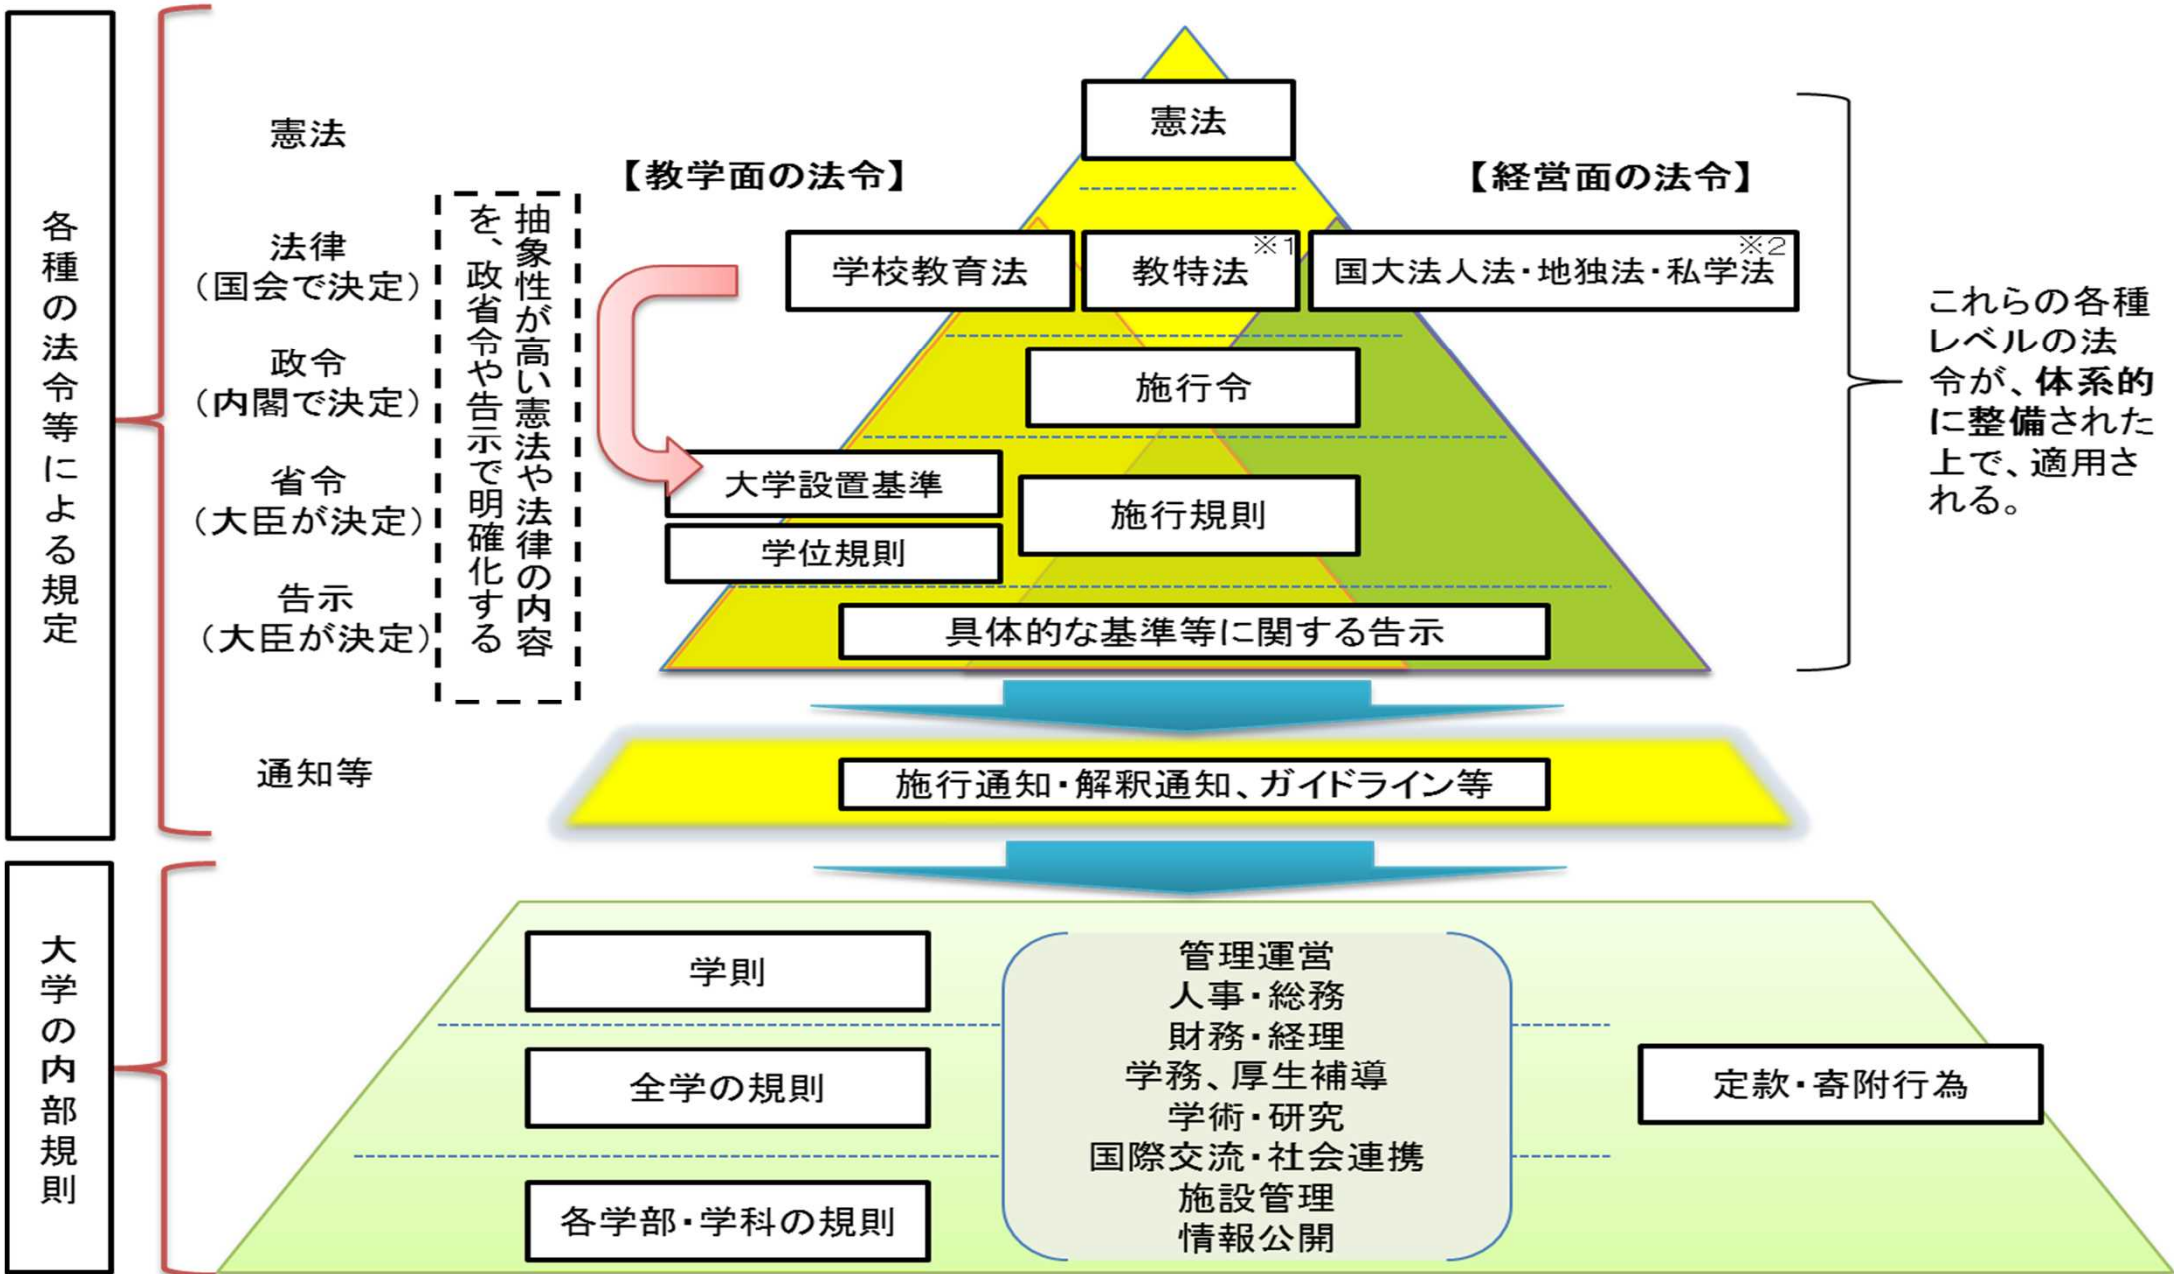 各種の法令等による規定
憲法
法律
（国会で決定）
政令
（内閣で決定）
省令
（大臣が決定）
告示
（大臣が決定）
通知等
抽象性が高い憲法や法律の内容
を、政省令や告示で明確化する
憲法
【教学面の法令】
【経営面の法令】
学校教育法
教特法※1
国大法人法・地独法・私学法※2
施行令
大学設置基準
学位規則
施行規則
具体的な基準等に関する告示
これらの各種
レベルの法
令が、体系的
に整備された
上で、適用さ
れる。
施行通知・解釈通知、ガイドライン等
大学の内部規則
学則
全学の規則
各学部・学科の規則
管理運営
人事・総務
財務・経理
学務、厚生補導
学術・研究
国際交流・社会連携
施設管理
情報公開
定款・寄附行為